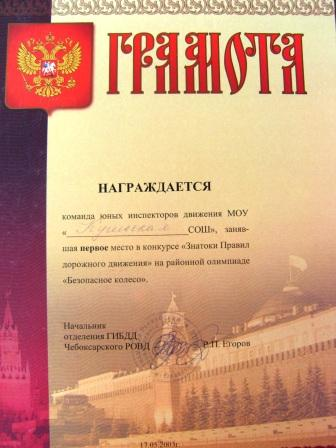 ГРАМОТА
НАГРАЖДАЕТСЯ
команда юных инспекторов движения МОУ
« СОШ», заняв-
шая первое место в конкурсе «Знатоки Правил
дорожного движения» на районной олимпиаде
«Безопасное колесо».
Начальник
отделения ГИБДД
Чебоксарского РОВД Р.П. Егоров
17.05.2003г.